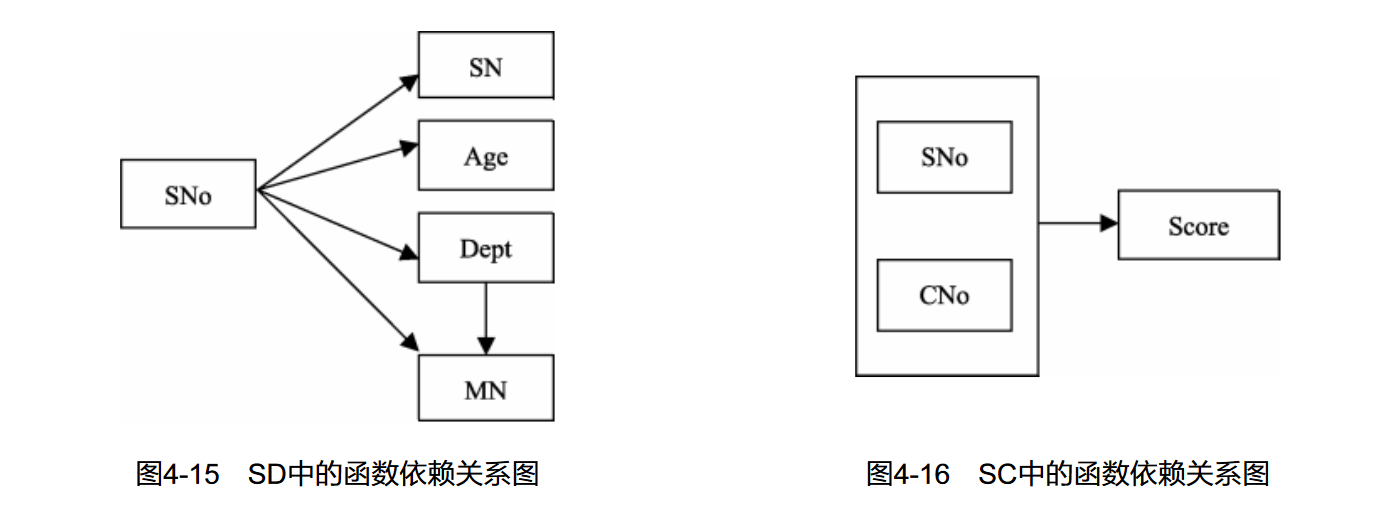 SN
Age
SNo
Dept
MN
图4-15 SD中的函数依赖关系图
SNo
CNo
Score
图4-16 SC中的函数依赖关系图